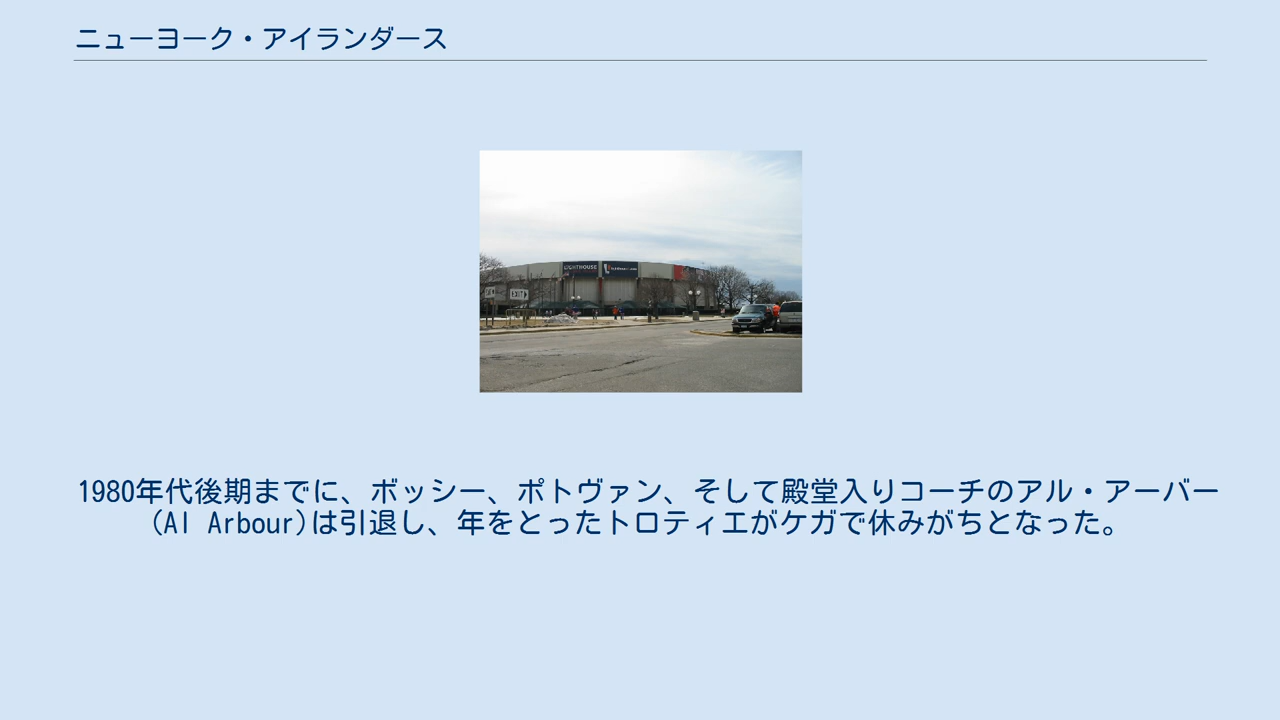 ニューヨーク・アイランダース
LIGHTHOUSE
EXIT
1980年代後期までに、ボッシー、ポトヴァン、そして殿堂入りコーチのアル・アーバー
(Al Arbour)は引退し、年をとったトロティエがケガで休みがちとなった。